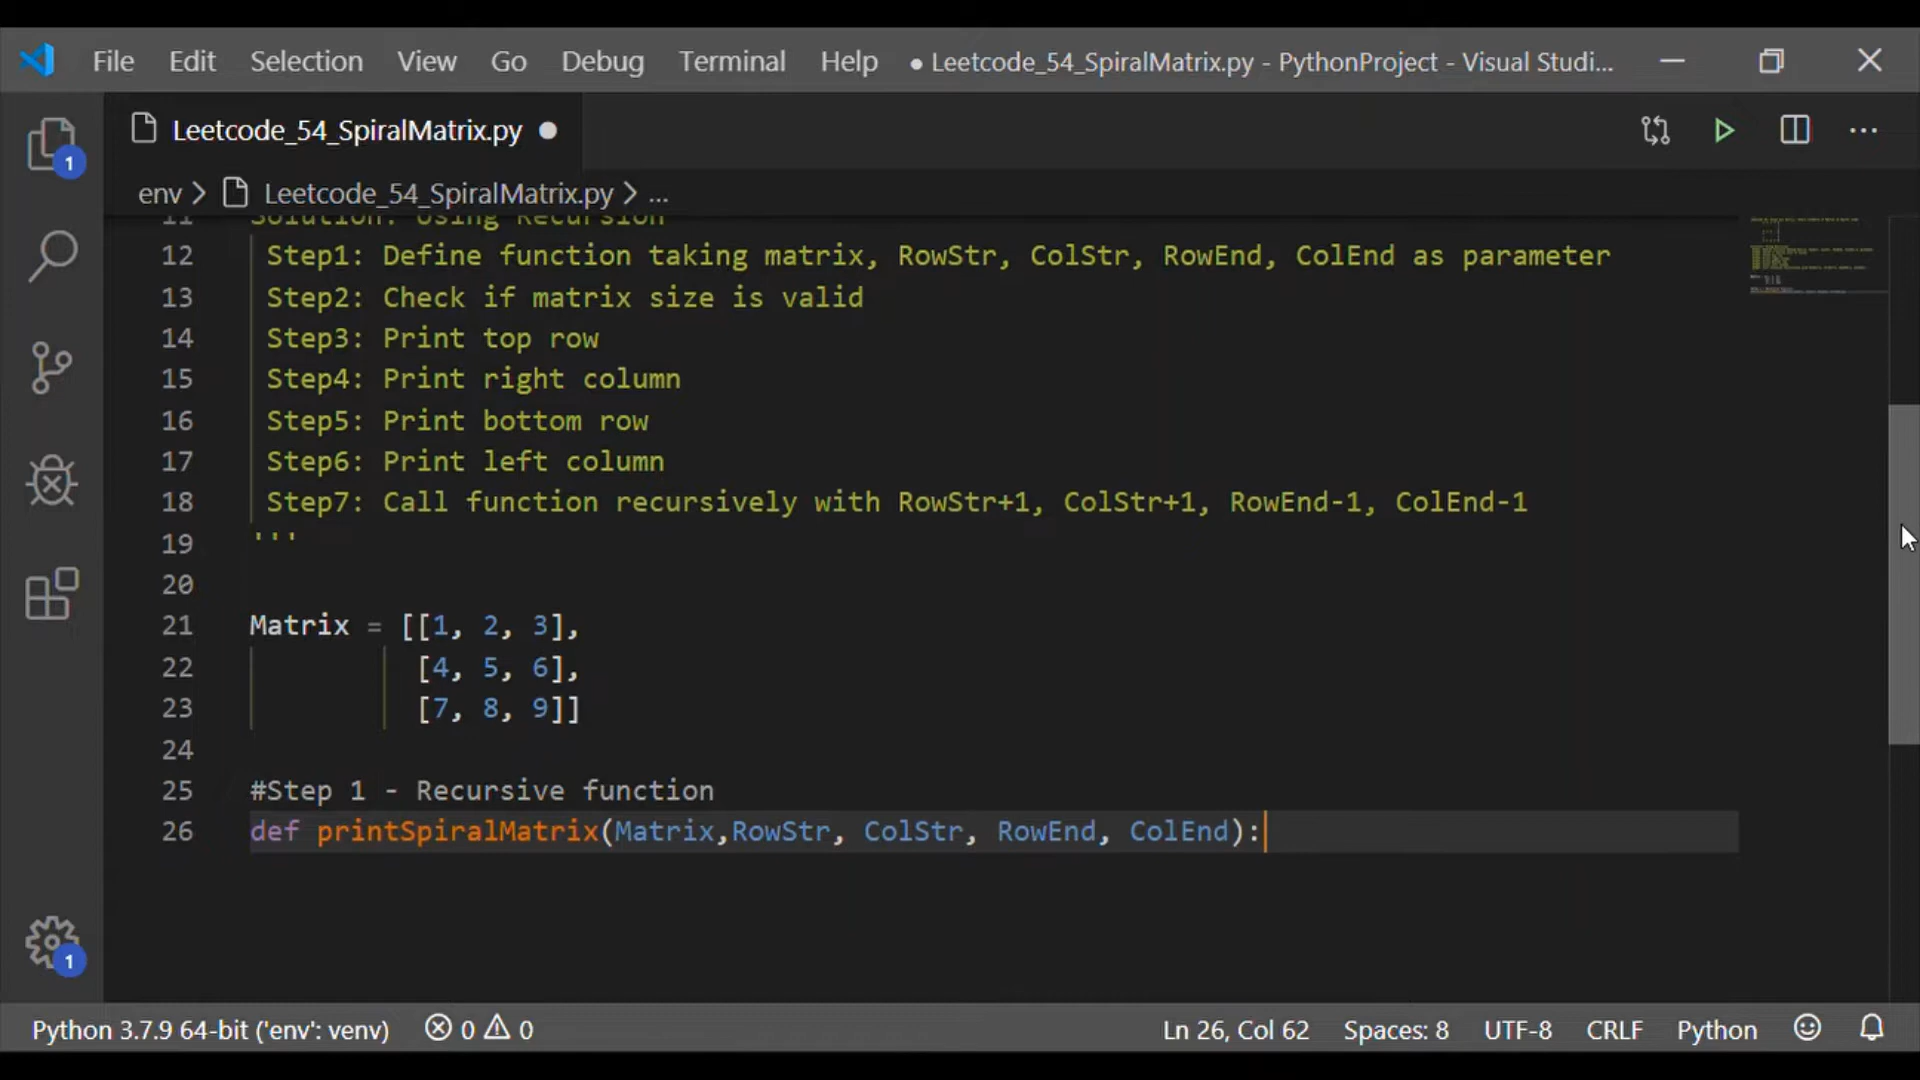 File Edit Selection View Go Debug Terminal Help ● Leetcode_54_SpiralMatrix.py - PythonProject - Visual Studi...
Leetcode_54_SpiralMatrix.py ●
env > Leetcode_54_SpiralMatrix.py > ...
11 Solution: Using Recursion
12 Step1: Define function taking matrix, RowStr, ColStr, RowEnd, ColEnd as parameter
13 Step2: Check if matrix size is valid
14 Step3: Print top row
15 Step4: Print right column
16 Step5: Print bottom row
17 Step6: Print left column
18 Step7: Call function recursively with RowStr+1, ColStr+1, RowEnd-1, ColEnd-1
19 '''
20
21 Matrix = [[1, 2, 3],
22 [4, 5, 6],
23 [7, 8, 9]]
24
25 #Step 1 - Recursive function
26 def printSpiralMatrix(Matrix,RowStr, ColStr, RowEnd, ColEnd):
1
1
Python 3.7.9 64-bit ('env': venv) 0 0 Ln 26, Col 62 Spaces: 8 UTF-8 CRLF Python